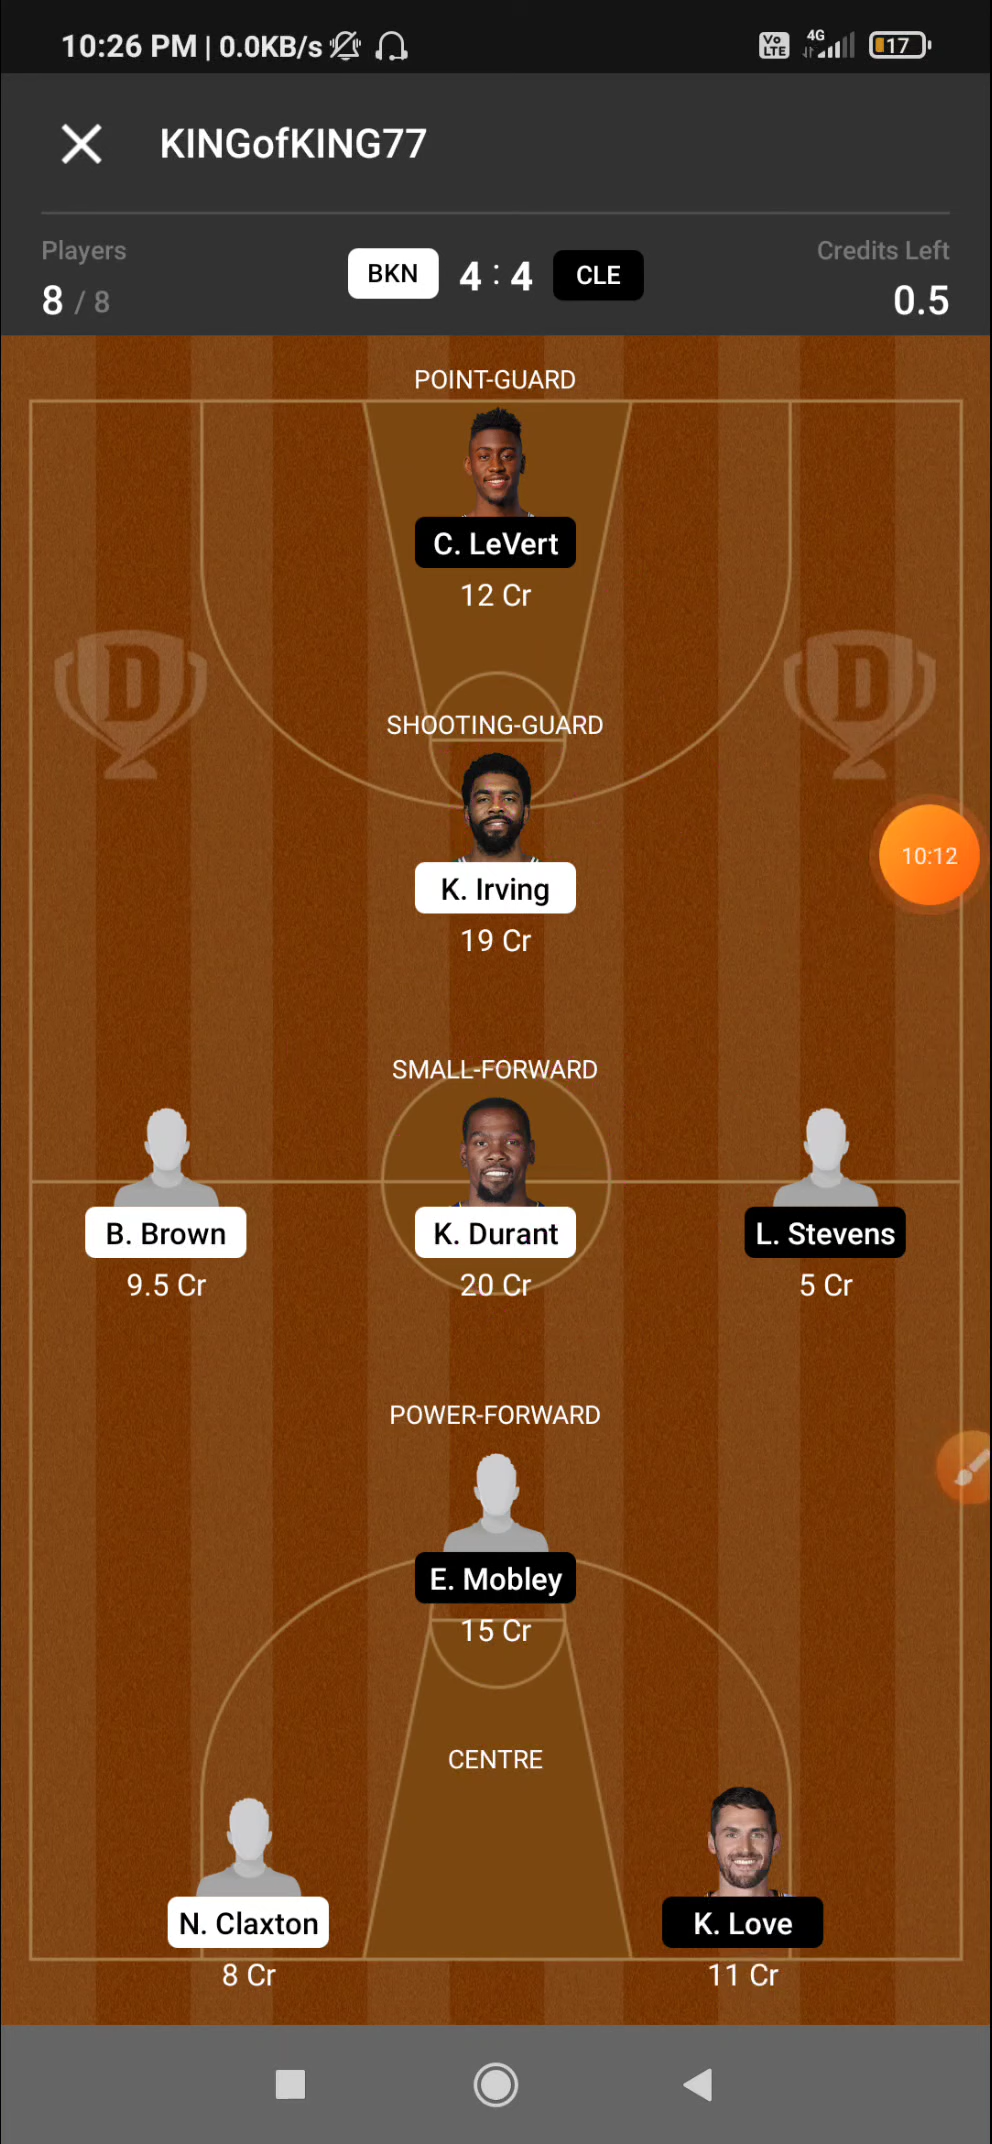 10:26 PM | 0.0KB/s
Vo LTE 4G 17
KINGofKING77
Players
8 / 8
BKN 4 : 4 CLE
Credits Left
0.5
POINT-GUARD
C. LeVert
12 Cr
D D
SHOOTING-GUARD
K. Irving
19 Cr
10:12
SMALL-FORWARD
B. Brown K. Durant L. Stevens
9.5 Cr 20 Cr 5 Cr
POWER-FORWARD
E. Mobley
15 Cr
CENTRE
N. Claxton K. Love
8 Cr 11 Cr